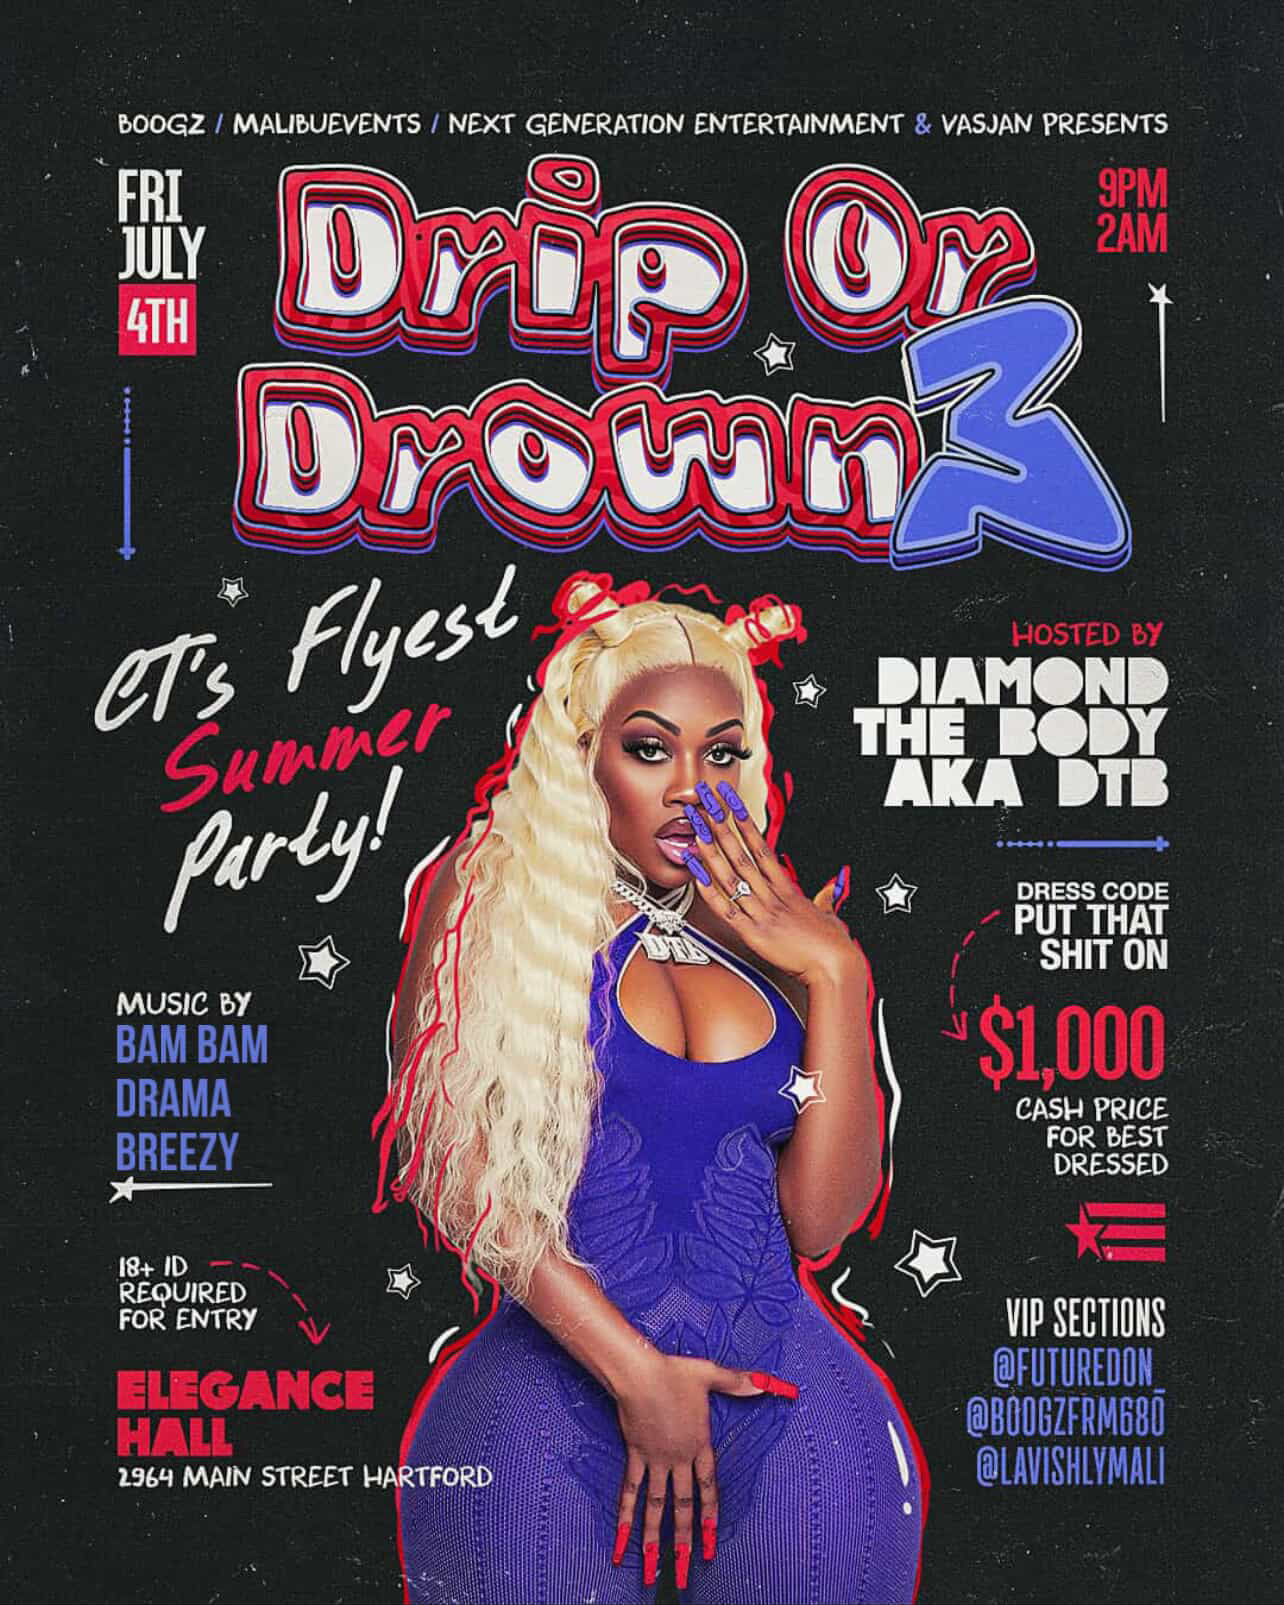 BOOGZ / MALIBUEVENTS / NEXT GENERATION ENTERTAINMENT & VASJAN PRESENTS
FRI
JULY
4TH
Drip Or
Drown 3
9PM
2AM
CT's Flyest
Summer
Party!
HOSTED BY
DIAMOND
THE BODY
AKA DTB
DTB
DRESS CODE
PUT THAT
SHIT ON
$1,000
CASH PRICE
FOR BEST
DRESSED
MUSIC BY
BAM BAM
DRAMA
BREEZY
18+ ID
REQUIRED
FOR ENTRY
ELEGANCE
HALL
2964 MAIN STREET HARTFORD
VIP SECTIONS
@FUTUREDON_
@BOOGZFRM680
@LAVISHLYMALI